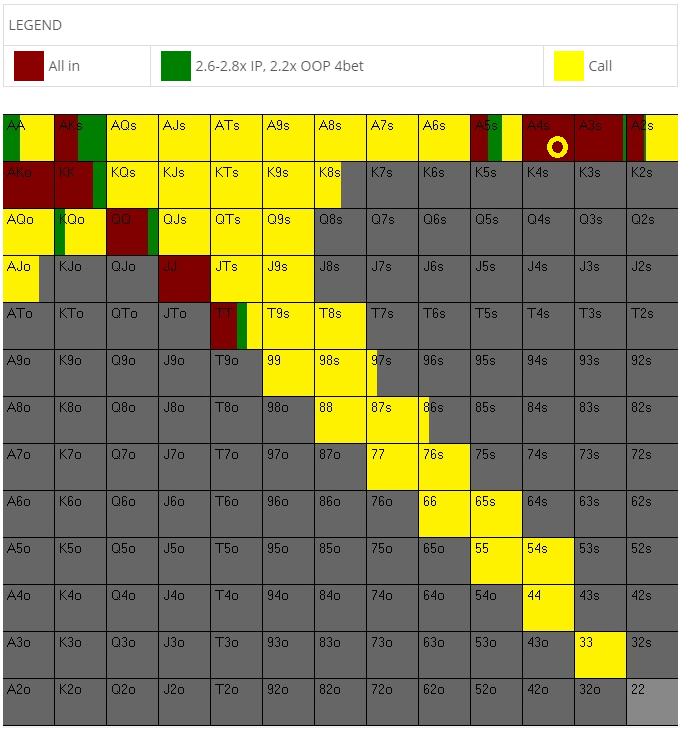 LEGEND
All in 2.6-2.8x IP, 2.2x OOP 4bet Call
AA AKs AQs AJs ATs A9s A8s A7s A6s A5s A4s A3s A2s
AKo KK KQs KJs KTs K9s K8s K7s K6s K5s K4s K3s K2s
AQo KQo QQ QJs QTs Q9s Q8s Q7s Q6s Q5s Q4s Q3s Q2s
AJo KJo QJo JJ JTs J9s J8s J7s J6s J5s J4s J3s J2s
ATo KTo QTo JTo TT T9s T8s T7s T6s T5s T4s T3s T2s
A9o K9o Q9o J9o T9o 99 98s 97s 96s 95s 94s 93s 92s
A8o K8o Q8o J8o T8o 98o 88 87s 86s 85s 84s 83s 82s
A7o K7o Q7o J7o T7o 97o 87o 77 76s 75s 74s 73s 72s
A6o K6o Q6o J6o T6o 96o 86o 76o 66 65s 64s 63s 62s
A5o K5o Q5o J5o T5o 95o 85o 75o 65o 55 54s 53s 52s
A4o K4o Q4o J4o T4o 94o 84o 74o 64o 54o 44 43s 42s
A3o K3o Q3o J3o T3o 93o 83o 73o 63o 53o 43o 33 32s
A2o K2o Q2o J2o T2o 92o 82o 72o 62o 52o 42o 32o 22